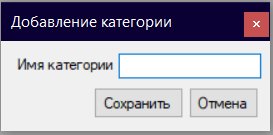 Добавление категории
Имя категории
Сохранить Отмена